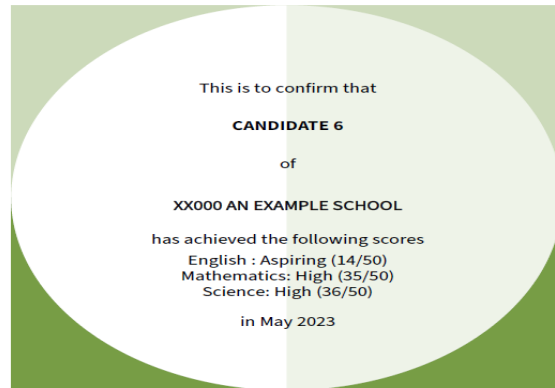 This is to confirm that
CANDIDATE 6
of
XX000 AN EXAMPLE SCHOOL
has achieved the following scores
English : Aspiring (14/50)
Mathematics: High (35/50)
Science: High (36/50)
in May 2023